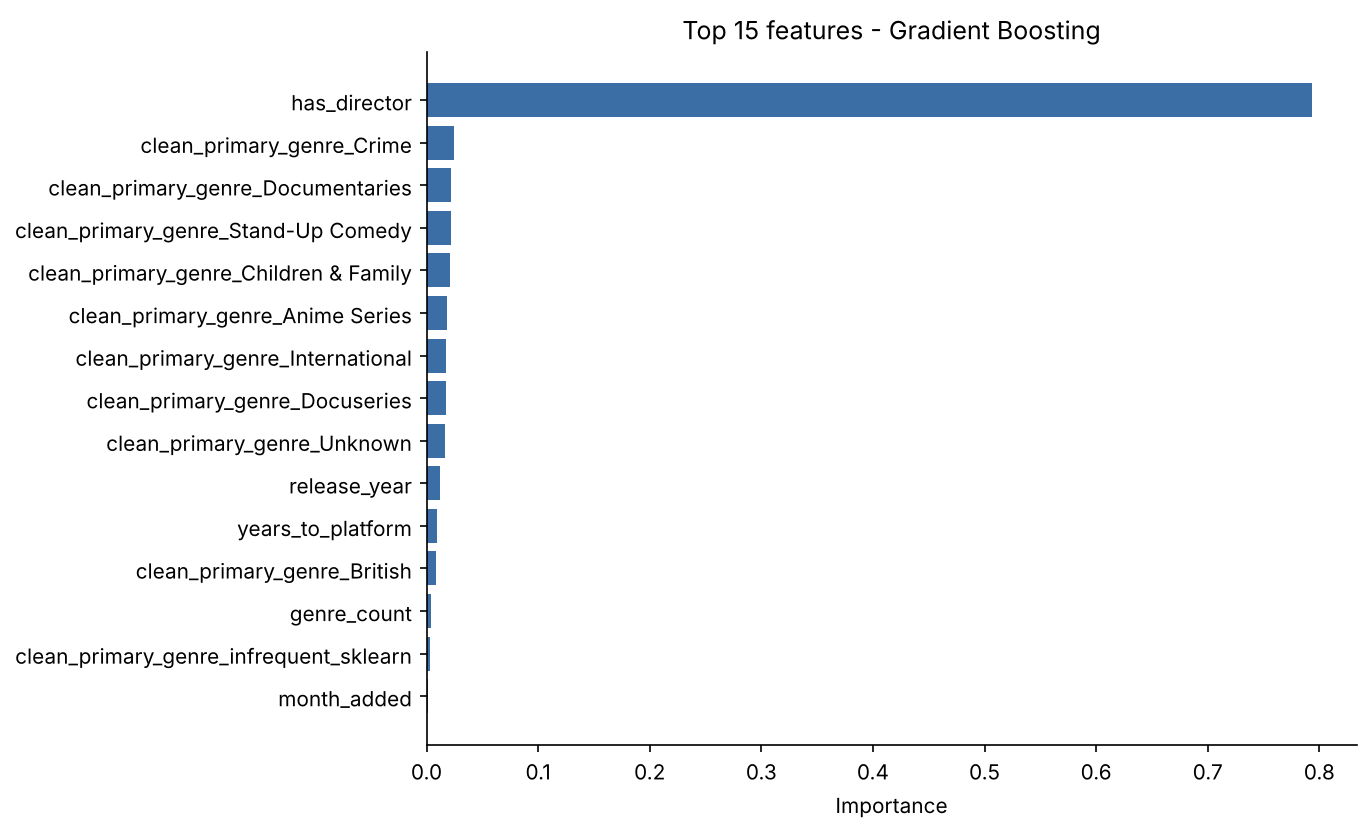 Top 15 features - Gradient Boosting
has_director
clean_primary_genre_Crime
clean_primary_genre_Documentaries
clean_primary_genre_Stand-Up Comedy
clean_primary_genre_Children & Family
clean_primary_genre_Anime Series
clean_primary_genre_International
clean_primary_genre_Docuseries
clean_primary_genre_Unknown
release_year
years_to_platform
clean_primary_genre_British
genre_count
clean_primary_genre_infrequent_sklearn
month_added
0.0 0.1 0.2 0.3 0.4 0.5 0.6 0.7 0.8
Importance